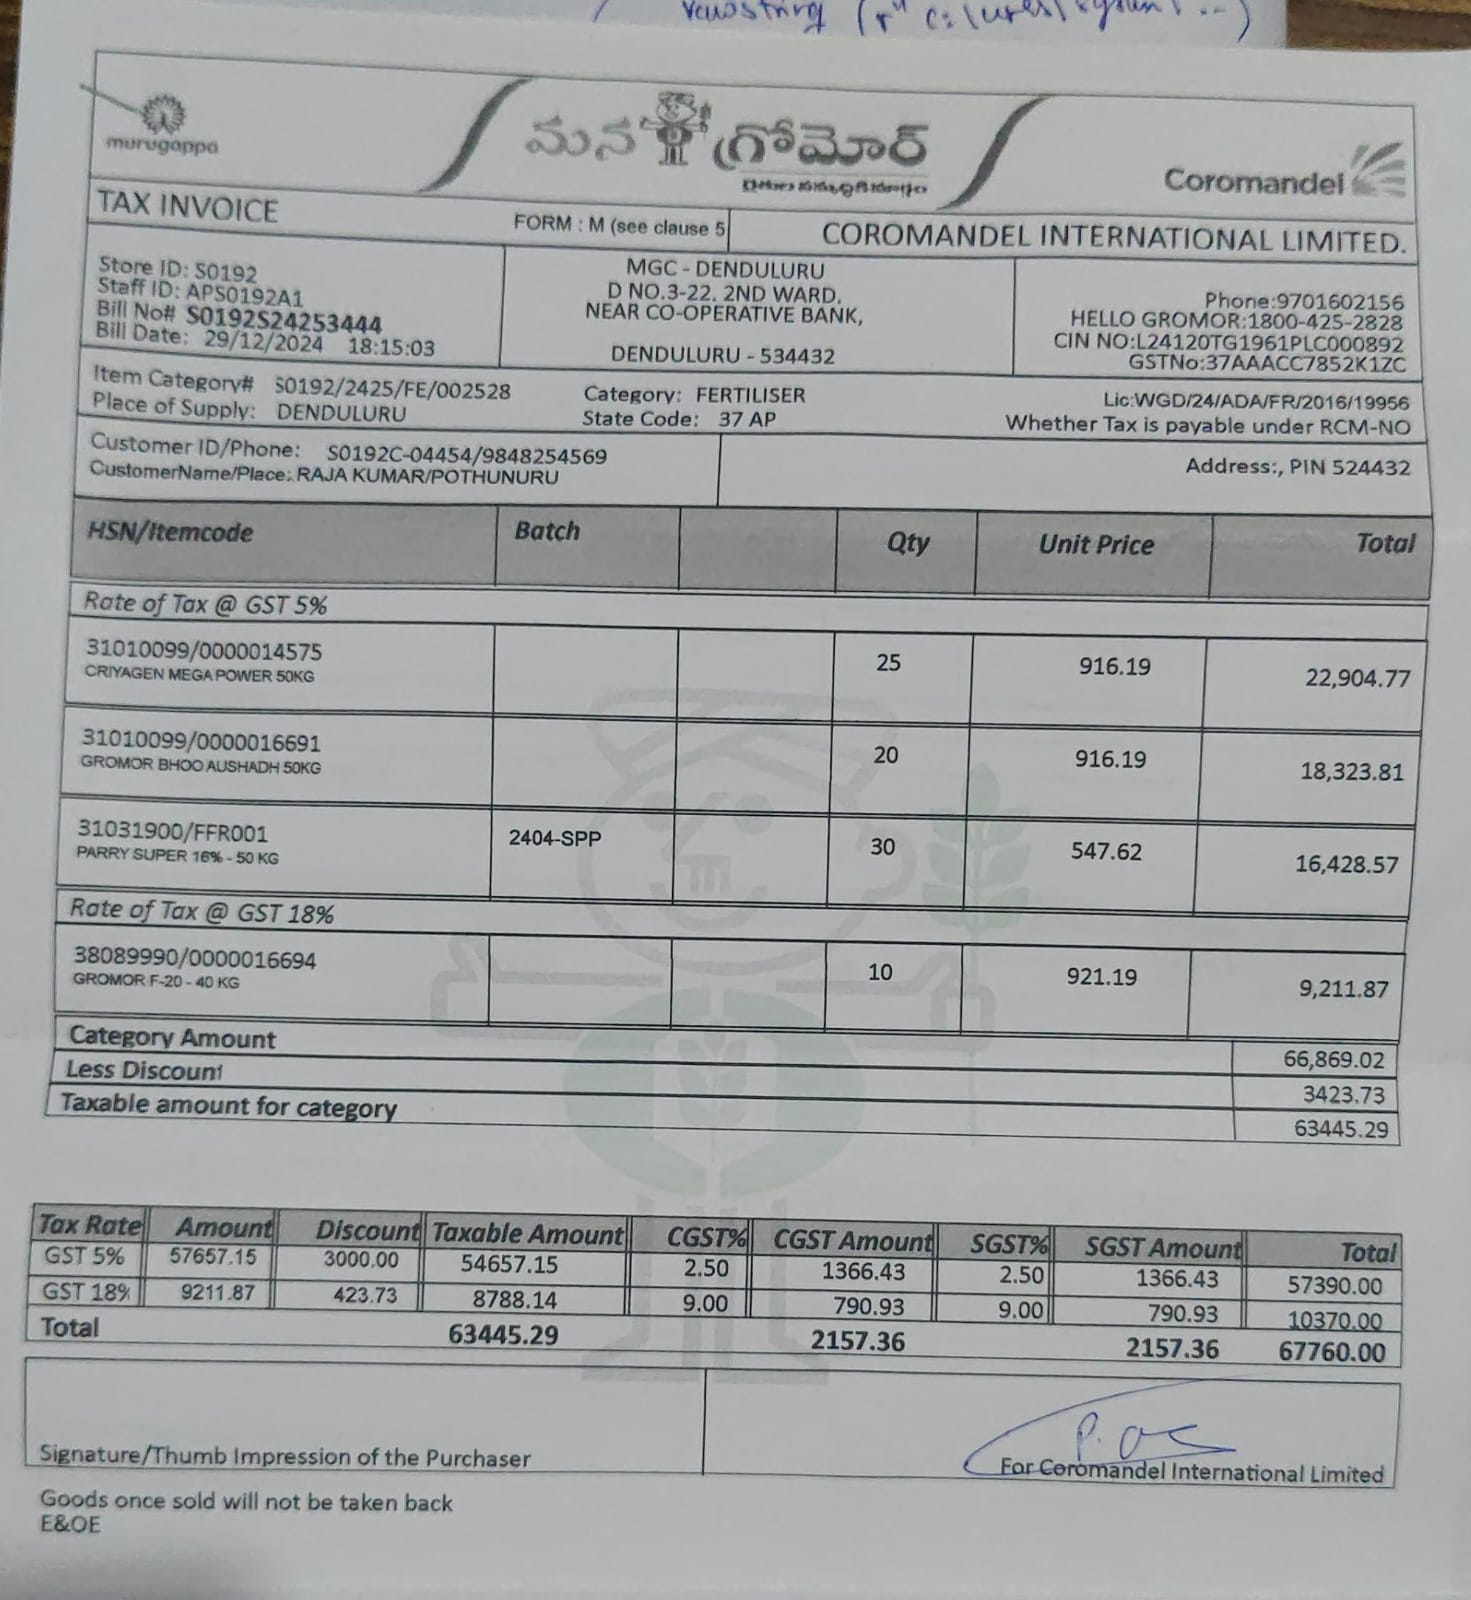 murugappa
మన గ్రోమోర్
Coromandel
TAX INVOICE
FORM : M (see clause 5
COROMANDEL INTERNATIONAL LIMITED.
Store ID: S0192
Staff ID: APS0192A1
Bill No# S0192S24253444
Bill Date: 29/12/2024 18:15:03
MGC - DENDULURU
D NO.3-22. 2ND WARD.
NEAR CO-OPERATIVE BANK,
DENDULURU - 534432
Phone:9701602156
HELLO GROMOR:1800-425-2828
CIN NO:L24120TG1961PLC000892
GSTNo:37AAACC7852K1ZC
Item Category# S0192/2425/FE/002528 Category: FERTILISER Lic:WGD/24/ADA/FR/2016/19956
Place of Supply: DENDULURU State Code: 37 AP Whether Tax is payable under RCM-NO
Customer ID/Phone: S0192C-04454/9848254569
CustomerName/Place: RAJA KUMAR/POTHUNURU
Address:, PIN 524432
HSN/Itemcode Batch Qty Unit Price Total
Rate of Tax @ GST 5%
31010099/0000014575 25 916.19 22,904.77
CRIYAGEN MEGA POWER 50KG
31010099/0000016691 20 916.19 18,323.81
GROMOR BHOO AUSHADH 50KG
31031900/FFR001 2404-SPP 30 547.62 16,428.57
PARRY SUPER 16% - 50 KG
Rate of Tax @ GST 18%
38089990/0000016694 10 921.19 9,211.87
GROMOR F-20 - 40 KG
Category Amount 66,869.02
Less Discount 3423.73
Taxable amount for category 63445.29
Tax Rate Amount Discount Taxable Amount CGST% CGST Amount SGST% SGST Amount Total
GST 5% 57657.15 3000.00 54657.15 2.50 1366.43 2.50 1366.43 57390.00
GST 18% 9211.87 423.73 8788.14 9.00 790.93 9.00 790.93 10370.00
Total 63445.29 2157.36 2157.36 67760.00
Signature/Thumb Impression of the Purchaser
For Coromandel International Limited
Goods once sold will not be taken back
E&OE